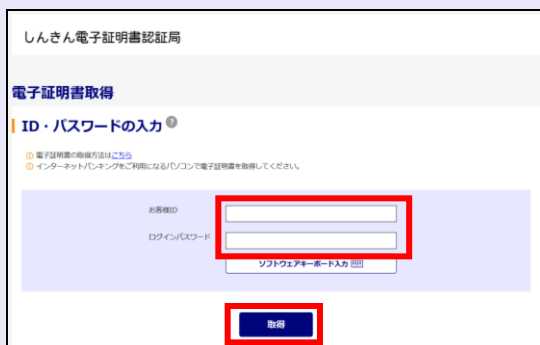 しんきん電子証明書認証局
電子証明書取得
ID・パスワードの入力 ?
電子証明書の取得方法はこちら
インターネットバンキングをご利用になるパソコンで電子証明書を取得してください。
お客様ID
ログインパスワード
ソフトウェアキーボード入力
取得